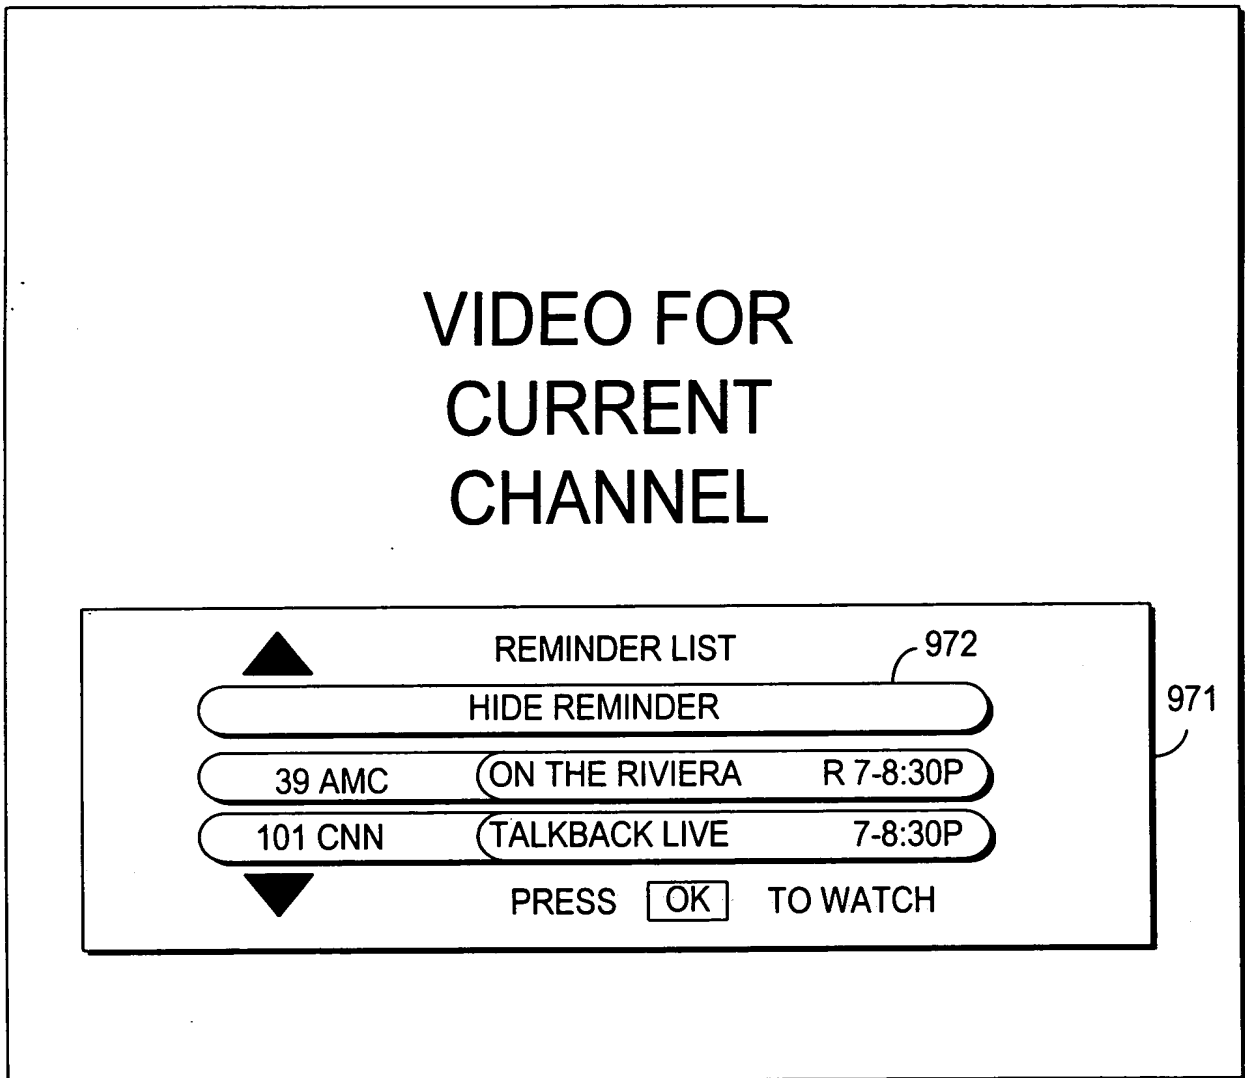 VIDEO FOR
CURRENT
CHANNEL
REMINDER LIST
972
HIDE REMINDER
971
39 AMC ON THE RIVIERA R 7-8:30P
101 CNN TALKBACK LIVE 7-8:30P
PRESS OK TO WATCH